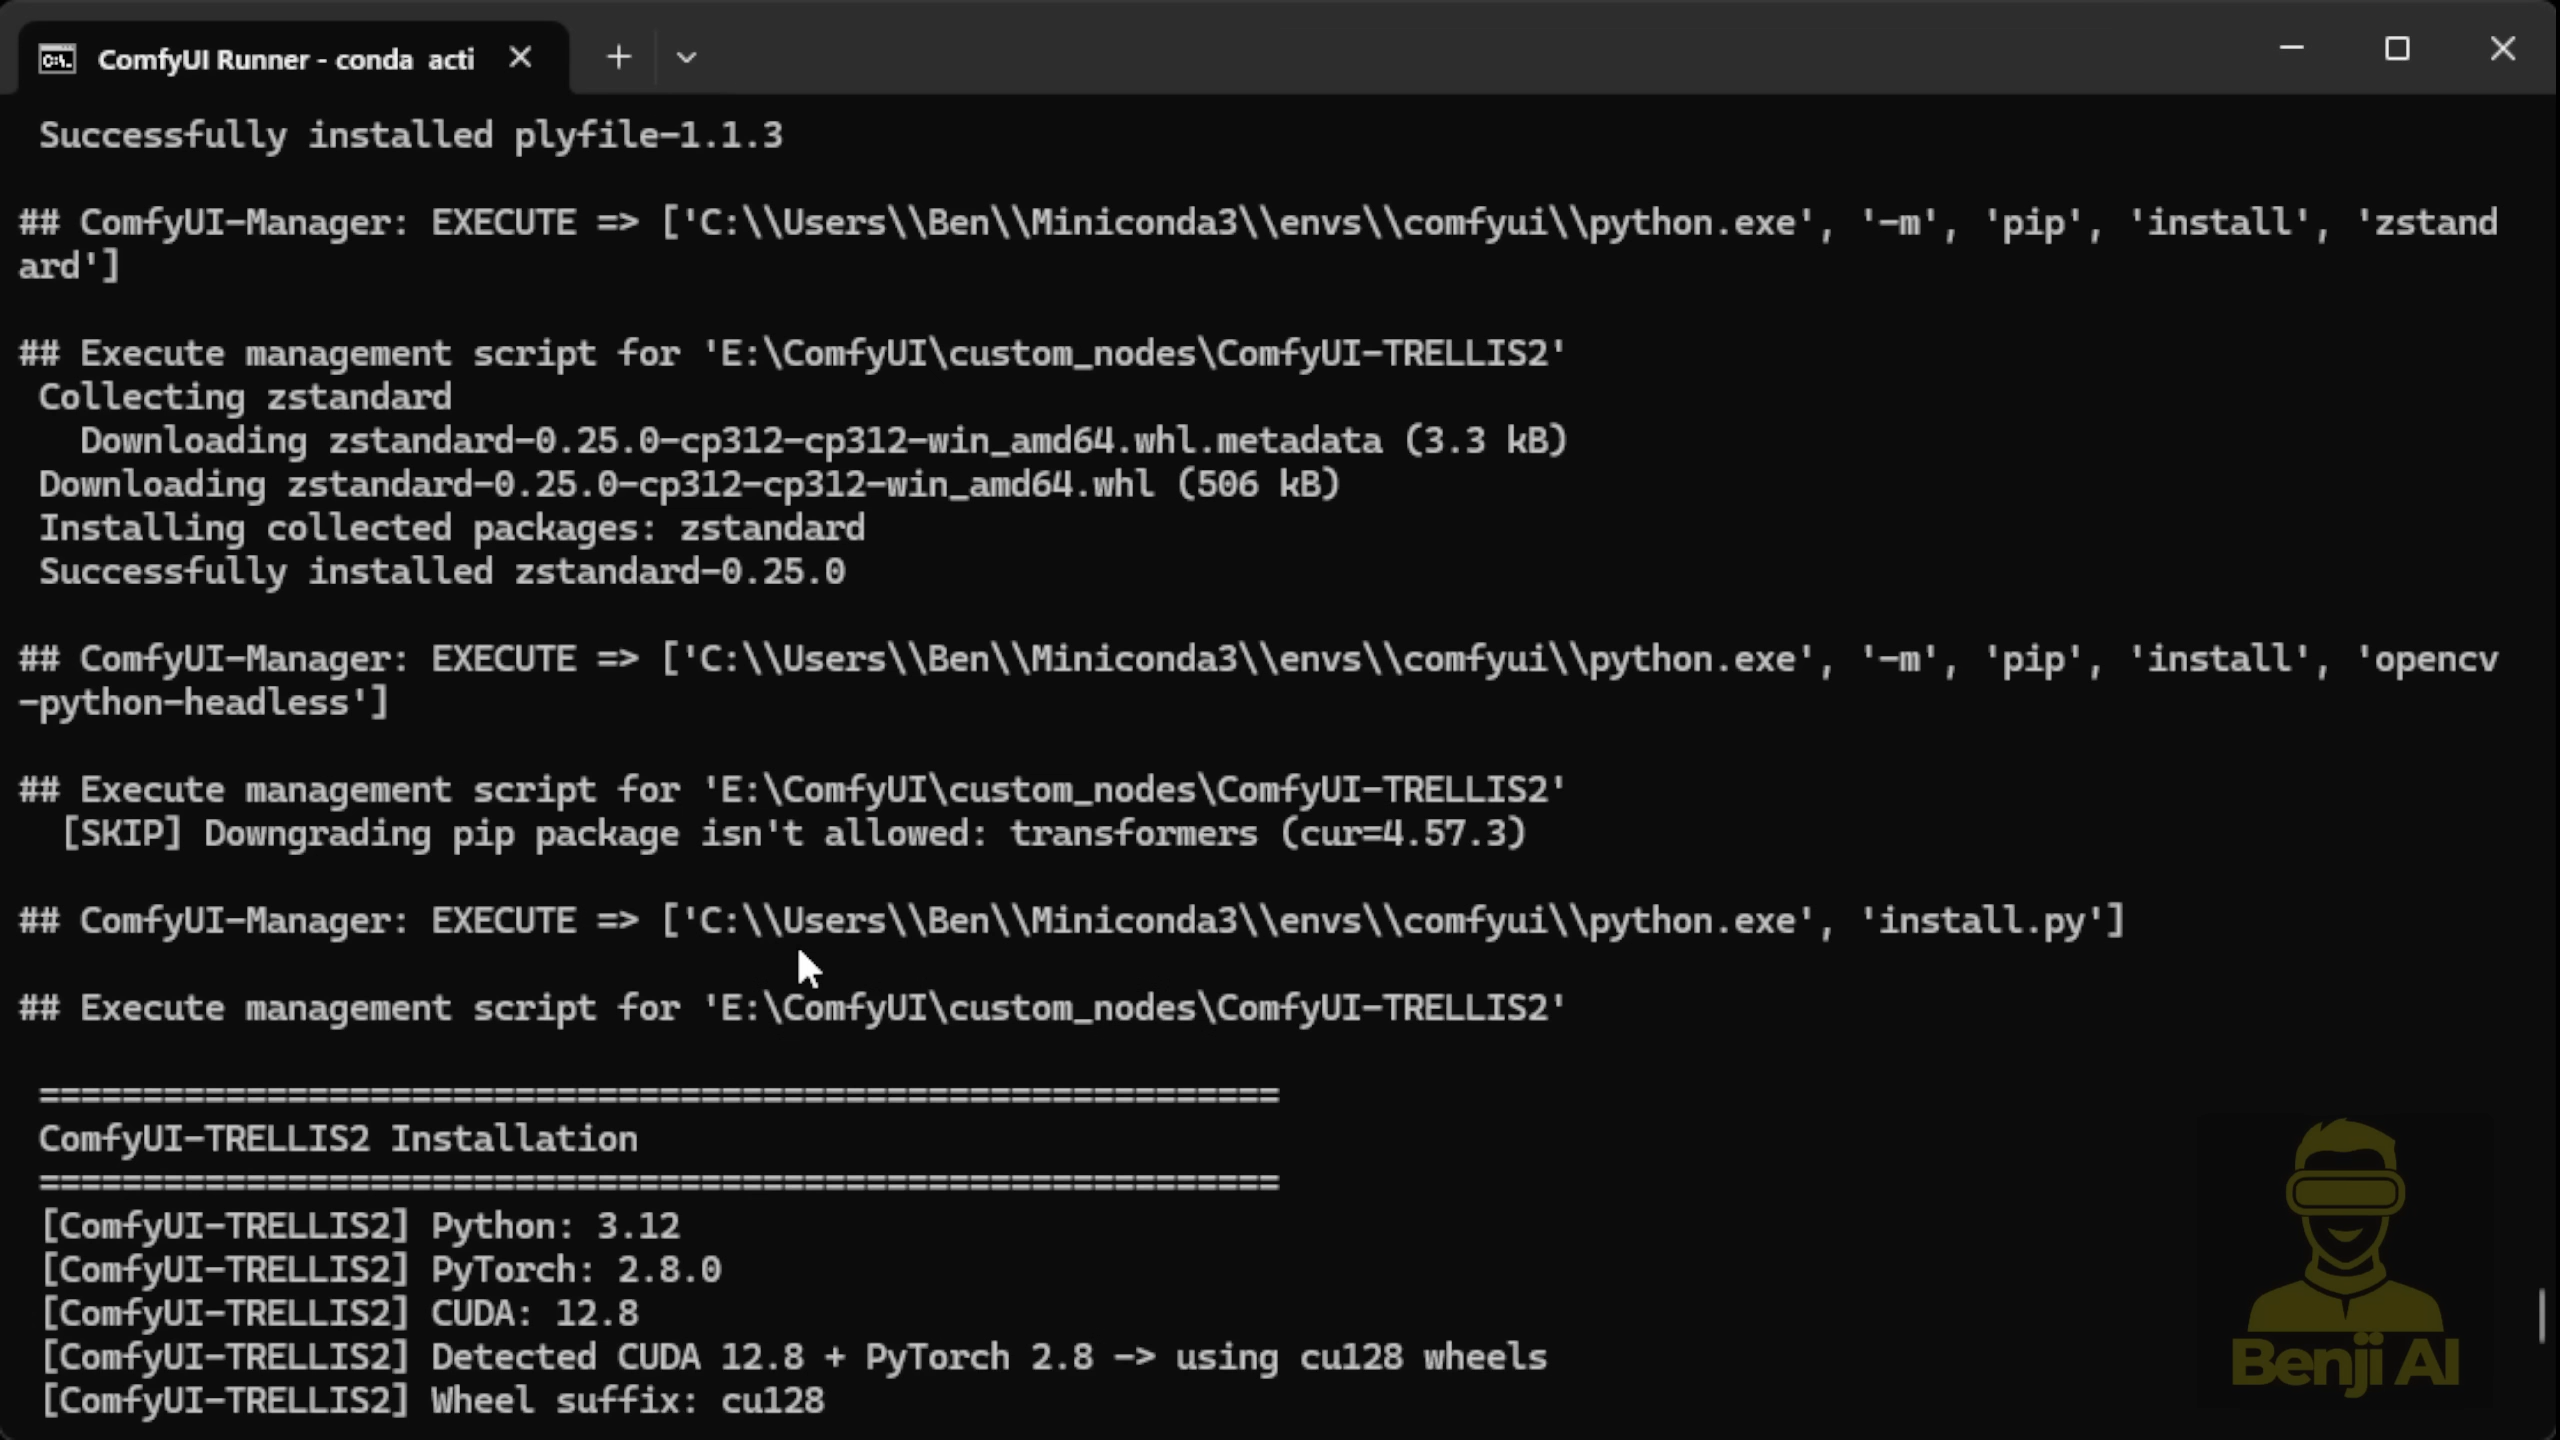 ComfyUI Runner - conda acti
Successfully installed plyfile-1.1.3
## ComfyUI-Manager: EXECUTE => ['C:\\Users\\Ben\\Miniconda3\\envs\\comfyui\\python.exe', '-m', 'pip', 'install', 'zstand
ard']
## Execute management script for 'E:\ComfyUI\custom_nodes\ComfyUI-TRELLIS2'
Collecting zstandard
Downloading zstandard-0.25.0-cp312-cp312-win_amd64.whl.metadata (3.3 kB)
Downloading zstandard-0.25.0-cp312-cp312-win_amd64.whl (506 kB)
Installing collected packages: zstandard
Successfully installed zstandard-0.25.0
## ComfyUI-Manager: EXECUTE => ['C:\\Users\\Ben\\Miniconda3\\envs\\comfyui\\python.exe', '-m', 'pip', 'install', 'opencv
-python-headless']
## Execute management script for 'E:\ComfyUI\custom_nodes\ComfyUI-TRELLIS2'
[SKIP] Downgrading pip package isn't allowed: transformers (cur=4.57.3)
## ComfyUI-Manager: EXECUTE => ['C:\\Users\\Ben\\Miniconda3\\envs\\comfyui\\python.exe', 'install.py']
## Execute management script for 'E:\ComfyUI\custom_nodes\ComfyUI-TRELLIS2'
============================================================
ComfyUI-TRELLIS2 Installation
============================================================
[ComfyUI-TRELLIS2] Python: 3.12
[ComfyUI-TRELLIS2] PyTorch: 2.8.0
[ComfyUI-TRELLIS2] CUDA: 12.8
[ComfyUI-TRELLIS2] Detected CUDA 12.8 + PyTorch 2.8 -> using cu128 wheels
[ComfyUI-TRELLIS2] Wheel suffix: cu128
Benji AI